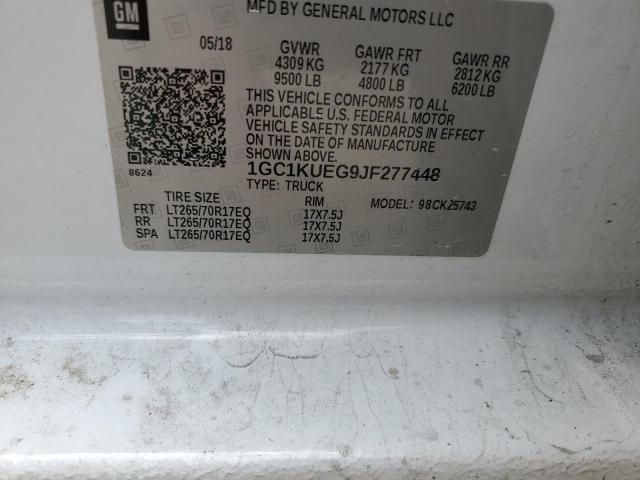 GM
MFD BY GENERAL MOTORS LLC
05/18 GVWR GAWR FRT GAWR RR
4309 KG 2177 KG 2812 KG
9500 LB 4800 LB 6200 LB
THIS VEHICLE CONFORMS TO ALL
APPLICABLE U.S. FEDERAL MOTOR
VEHICLE SAFETY STANDARDS IN EFFECT
ON THE DATE OF MANUFACTURE
SHOWN ABOVE.
8624 1GC1KUEG9JF277448
TYPE: TRUCK
TIRE SIZE RIM MODEL: 98CK25743
FRT LT265/70R17EQ 17X7.5J
RR LT265/70R17EQ 17X7.5J
SPA LT265/70R17EQ 17X7.5J